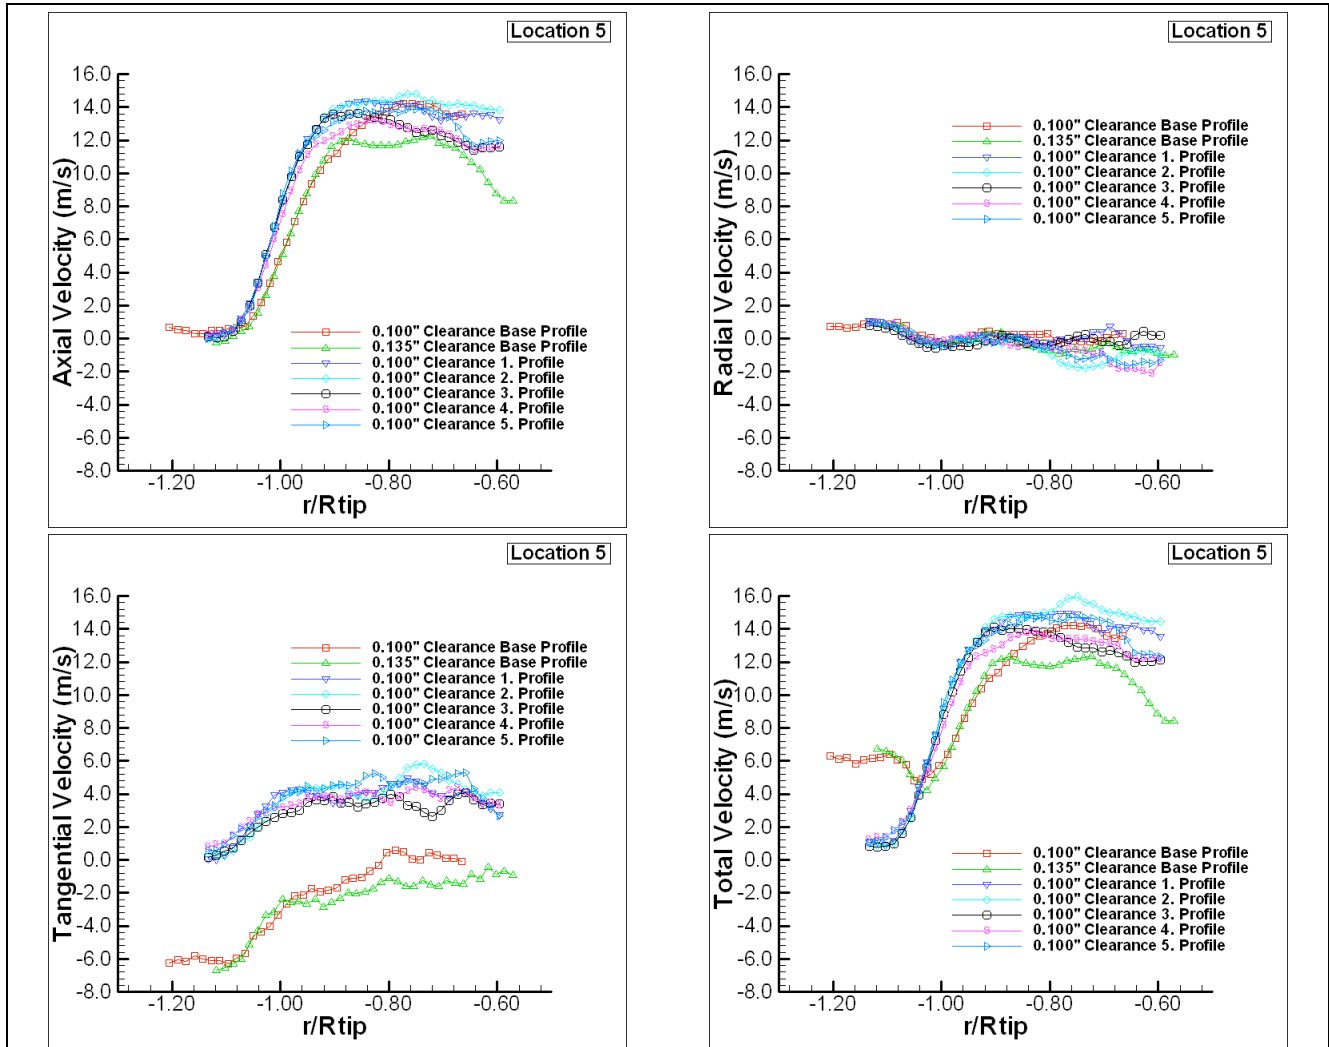 Location 5
16.0
14.0
12.0
10.0
8.0
6.0
4.0
2.0
0.0
-2.0
-4.0
-6.0
-8.0
Axial Velocity (m/s)
0.100" Clearance Base Profile
0.135" Clearance Base Profile
0.100" Clearance 1. Profile
0.100" Clearance 2. Profile
0.100" Clearance 3. Profile
0.100" Clearance 4. Profile
0.100" Clearance 5. Profile
-1.20 -1.00 -0.80 -0.60
r/Rtip
Location 5
16.0
14.0
12.0
10.0
8.0
6.0
4.0
2.0
0.0
-2.0
-4.0
-6.0
-8.0
Radial Velocity (m/s)
0.100" Clearance Base Profile
0.135" Clearance Base Profile
0.100" Clearance 1. Profile
0.100" Clearance 2. Profile
0.100" Clearance 3. Profile
0.100" Clearance 4. Profile
0.100" Clearance 5. Profile
-1.20 -1.00 -0.80 -0.60
r/Rtip
Location 5
16.0
14.0
12.0
10.0
8.0
6.0
4.0
2.0
0.0
-2.0
-4.0
-6.0
-8.0
Tangential Velocity (m/s)
0.100" Clearance Base Profile
0.135" Clearance Base Profile
0.100" Clearance 1. Profile
0.100" Clearance 2. Profile
0.100" Clearance 3. Profile
0.100" Clearance 4. Profile
0.100" Clearance 5. Profile
-1.20 -1.00 -0.80 -0.60
r/Rtip
Location 5
16.0
14.0
12.0
10.0
8.0
6.0
4.0
2.0
0.0
-2.0
-4.0
-6.0
-8.0
Total Velocity (m/s)
0.100" Clearance Base Profile
0.135" Clearance Base Profile
0.100" Clearance 1. Profile
0.100" Clearance 2. Profile
0.100" Clearance 3. Profile
0.100" Clearance 4. Profile
0.100" Clearance 5. Profile
-1.20 -1.00 -0.80 -0.60
r/Rtip